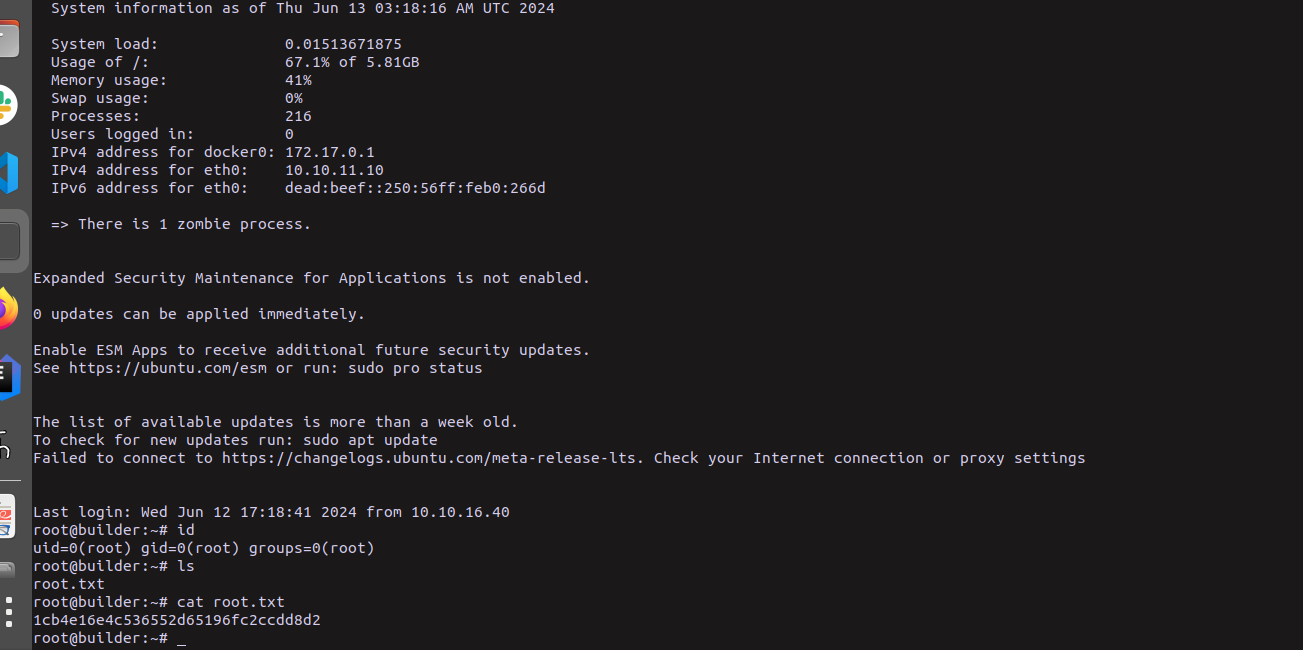 System information as of Thu Jun 13 03:18:16 AM UTC 2024
System load: 0.01513671875
Usage of /: 67.1% of 5.81GB
Memory usage: 41%
Swap usage: 0%
Processes: 216
Users logged in: 0
IPv4 address for docker0: 172.17.0.1
IPv4 address for eth0: 10.10.11.10
IPv6 address for eth0: dead:beef::250:56ff:feb0:266d
=> There is 1 zombie process.
Expanded Security Maintenance for Applications is not enabled.
0 updates can be applied immediately.
Enable ESM Apps to receive additional future security updates.
See https://ubuntu.com/esm or run: sudo pro status
The list of available updates is more than a week old.
To check for new updates run: sudo apt update
Failed to connect to https://changelogs.ubuntu.com/meta-release-lts. Check your Internet connection or proxy settings
Last login: Wed Jun 12 17:18:41 2024 from 10.10.16.40
root@builder:~# id
uid=0(root) gid=0(root) groups=0(root)
root@builder:~# ls
root.txt
root@builder:~# cat root.txt
1cb4e16e4c536552d65196fc2ccdd8d2
root@builder:~# _